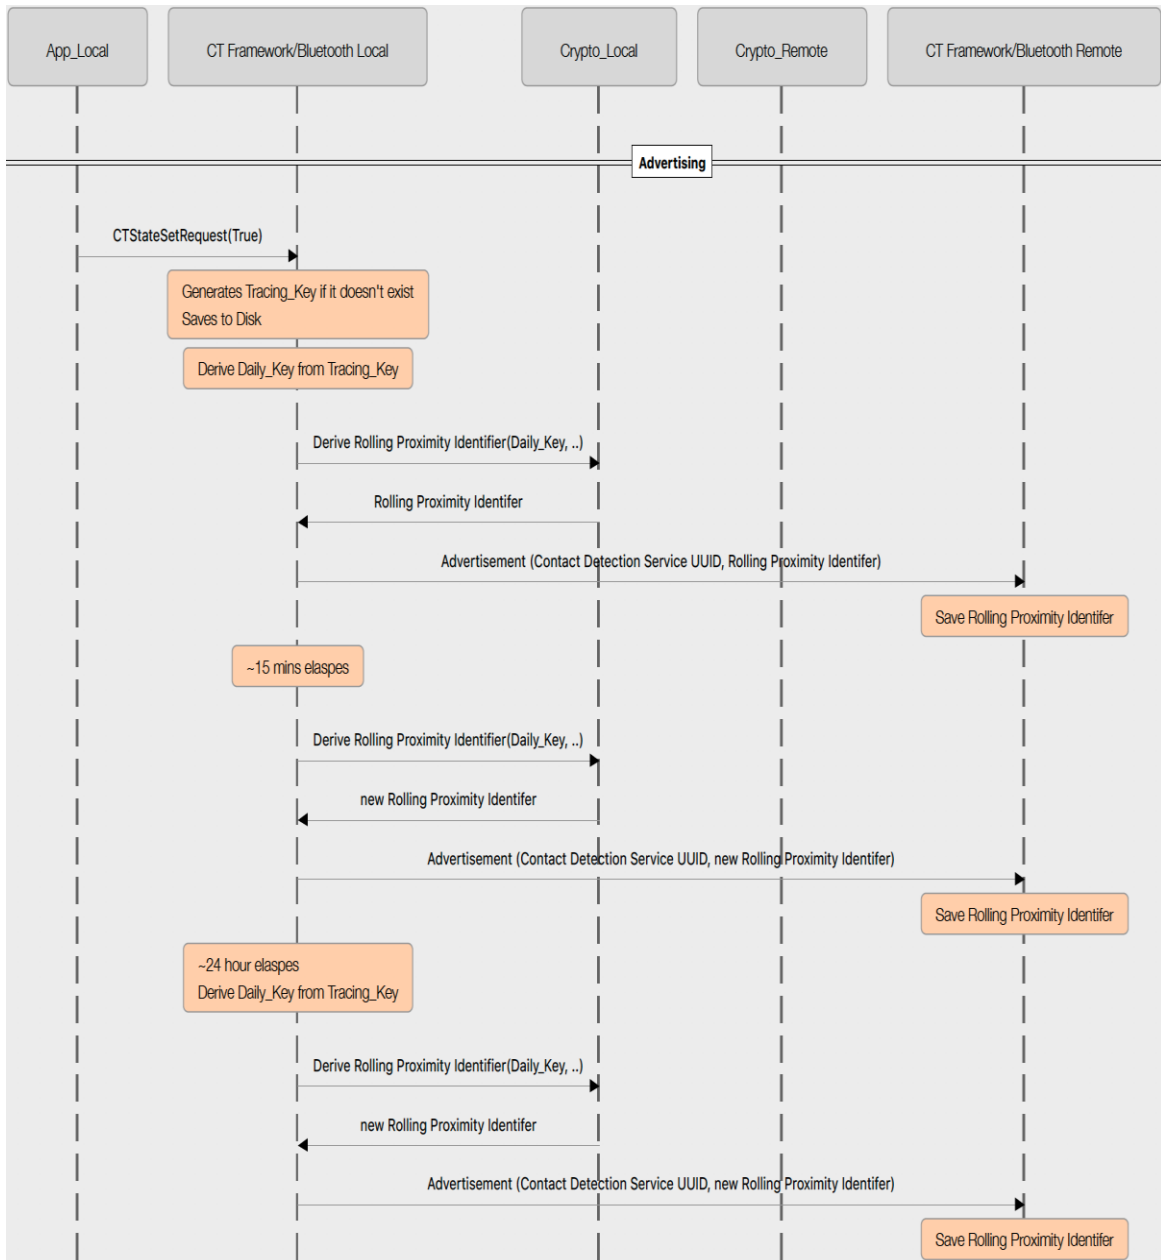 App_Local
CT Framework/Bluetooth Local
Crypto_Local
Crypto_Remote
CT Framework/Bluetooth Remote
Advertising
CTStateSetRequest(True)
Generates Tracing_Key if it doesn't exist
Saves to Disk
Derive Daily_Key from Tracing_Key
Derive Rolling Proximity Identifier(Daily_Key, ..)
Rolling Proximity Identifer
Advertisement (Contact Detection Service UUID, Rolling Proximity Identifer)
Save Rolling Proximity Identifer
~15 mins elaspes
Derive Rolling Proximity Identifier(Daily_Key, ..)
new Rolling Proximity Identifer
Advertisement (Contact Detection Service UUID, new Rolling Proximity Identifer)
Save Rolling Proximity Identifer
~24 hour elaspes
Derive Daily_Key from Tracing_Key
Derive Rolling Proximity Identifier(Daily_Key, ..)
new Rolling Proximity Identifer
Advertisement (Contact Detection Service UUID, new Rolling Proximity Identifer)
Save Rolling Proximity Identifer